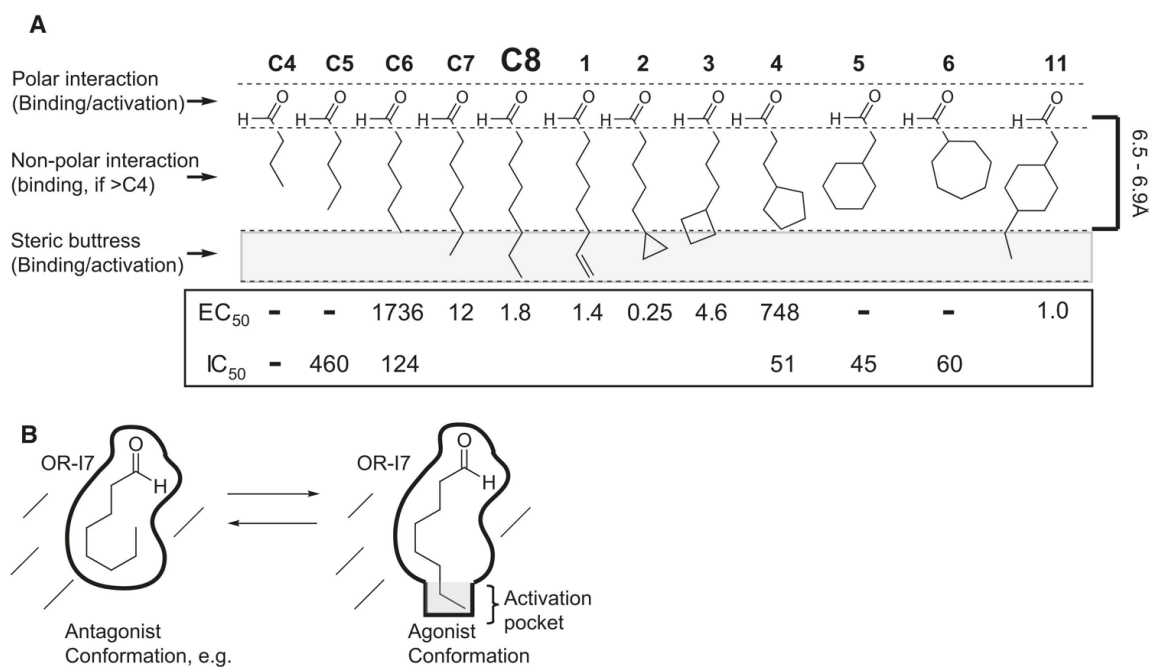 A
C4 C5 C6 C7 C8 1 2 3 4 5 6 11
Polar interaction
(Binding/activation)
H O H O H O H O H O H O H O H O H O H O H O H O
Non-polar interaction
(binding, if >C4)
6.5 - 6.9Å
Steric buttress
(Binding/activation)
EC50 - - 1736 12 1.8 1.4 0.25 4.6 748 - - 1.0
IC50 - 460 124 51 45 60
B
OR-I7 O H
OR-I7 O H
Activation
pocket
Antagonist
Conformation, e.g.
Agonist
Conformation